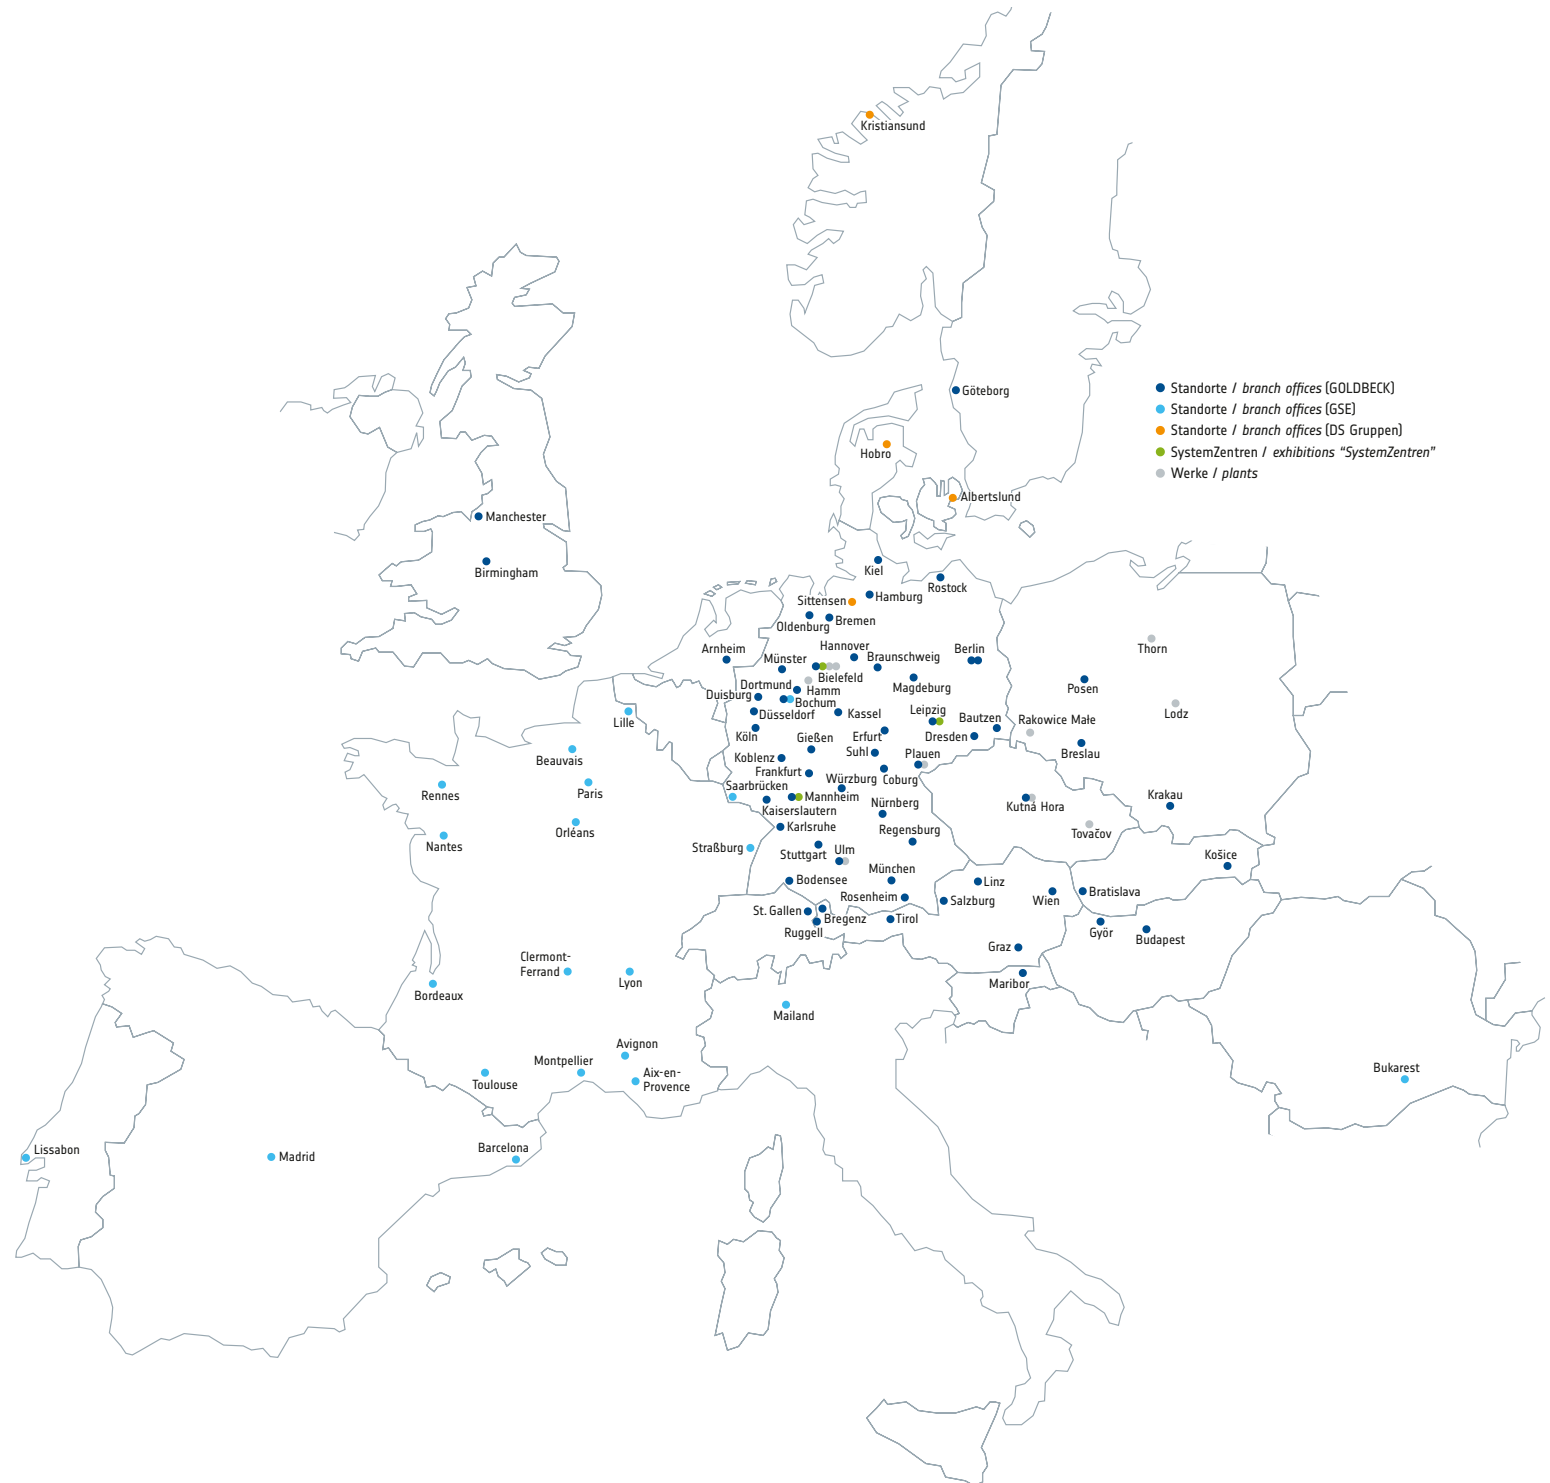 Kristiansund
Göteborg
Standorte / branch offices (GOLDBECK)
Standorte / branch offices (GSE)
Standorte / branch offices (DS Gruppen)
SystemZentren / exhibitions “SystemZentren”
Werke / plants
Hobro
Albertslund
Manchester
Birmingham
Kiel
Rostock
Hamburg
Sittensen
Oldenburg
Bremen
Arnheim
Münster
Hannover
Braunschweig
Berlin
Thorn
Bielefeld
Dortmund
Hamm
Magdeburg
Posen
Duisburg
Bochum
Lille
Düsseldorf
Kassel
Leipzig
Bautzen
Rakowice Małe
Lodz
Köln
Gießen
Erfurt
Dresden
Breslau
Beauvais
Koblenz
Suhl
Plauen
Frankfurt
Würzburg
Coburg
Rennes
Paris
Saarbrücken
Mannheim
Kaiserslautern
Nürnberg
Kutná Hora
Krakau
Orléans
Karlsruhe
Regensburg
Tovačov
Nantes
Straßburg
Stuttgart
Ulm
Košice
München
Bodensee
Linz
Rosenheim
Salzburg
Wien
Bratislava
St. Gallen
Bregenz
Tirol
Ruggell
Györ
Budapest
Graz
Clermont-
Ferrand
Lyon
Maribor
Bordeaux
Mailand
Avignon
Montpellier
Aix-en-
Provence
Toulouse
Bukarest
Lissabon
Madrid
Barcelona